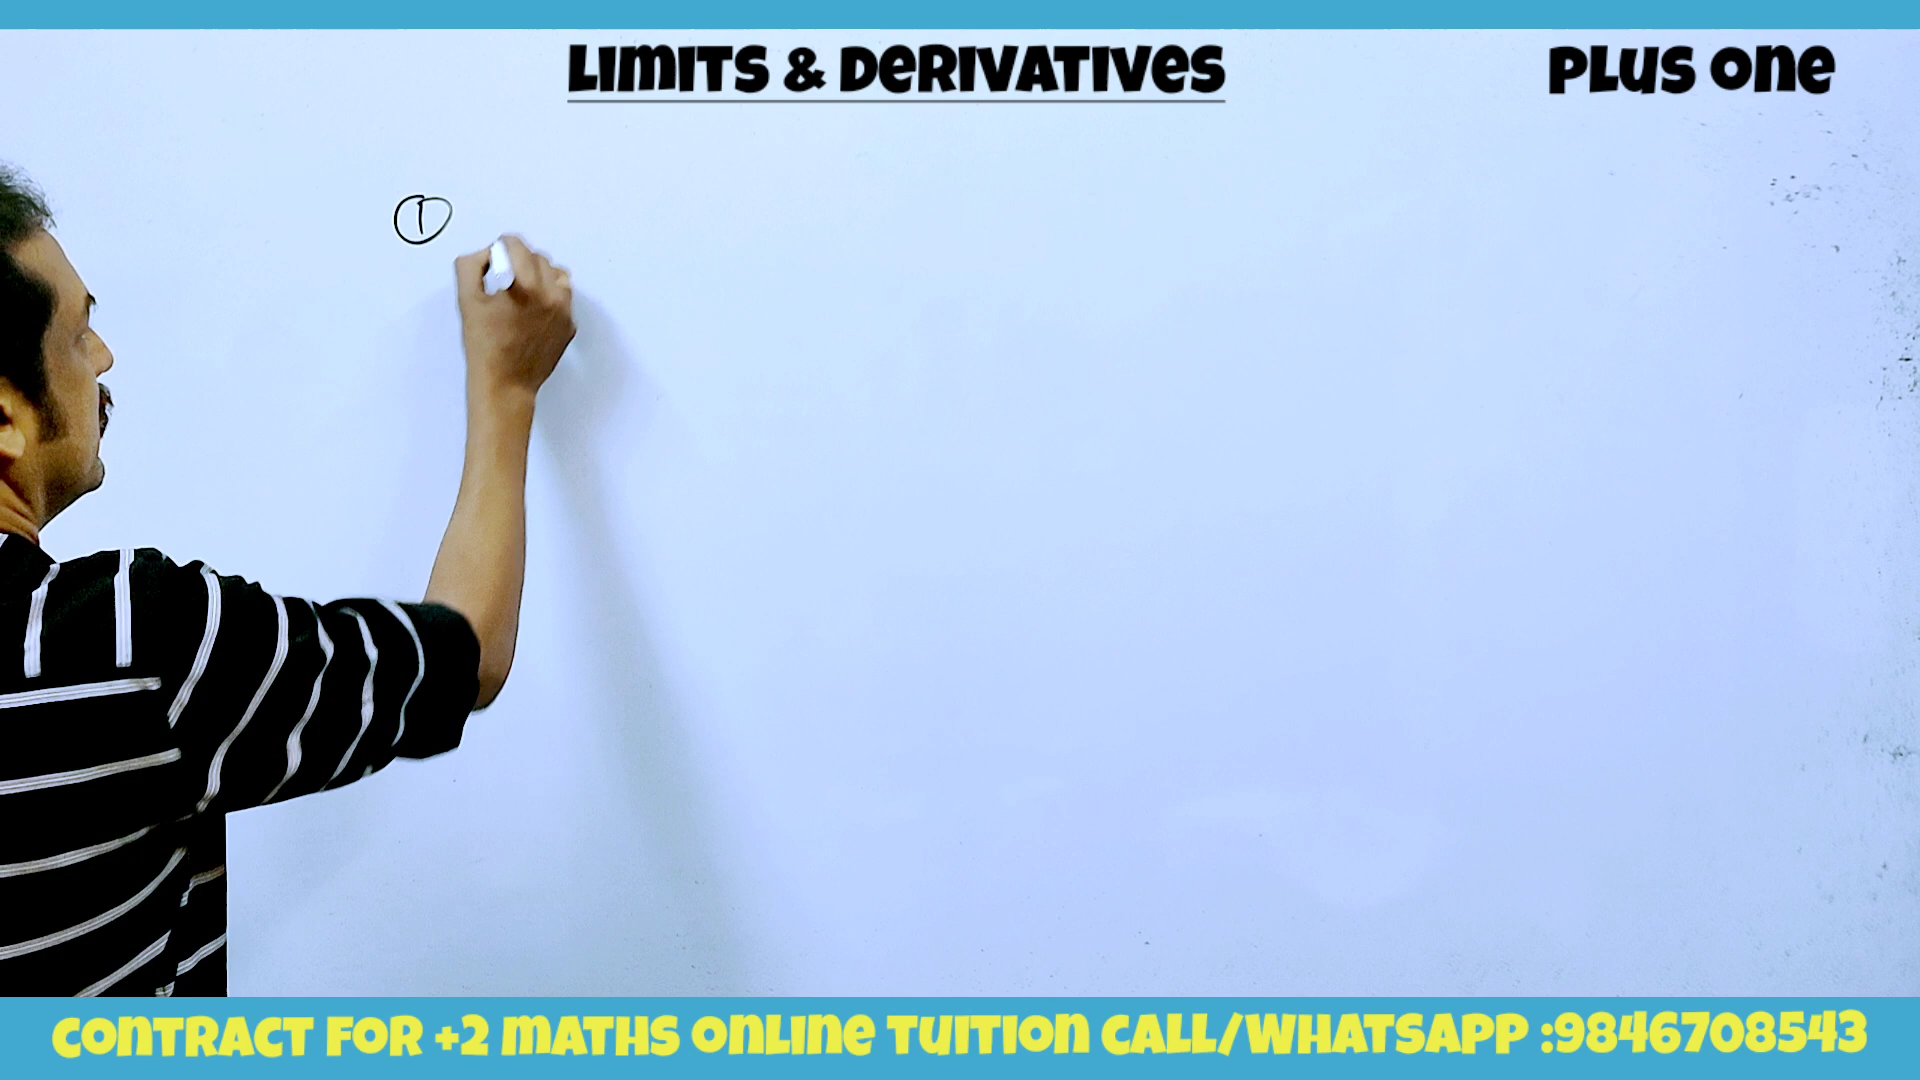 LIMITS & DERIVATIVES
PLUS ONE
①
CONTRACT FOR +2 MATHS ONLINE TUITION CALL/WHATSAPP :9846708543